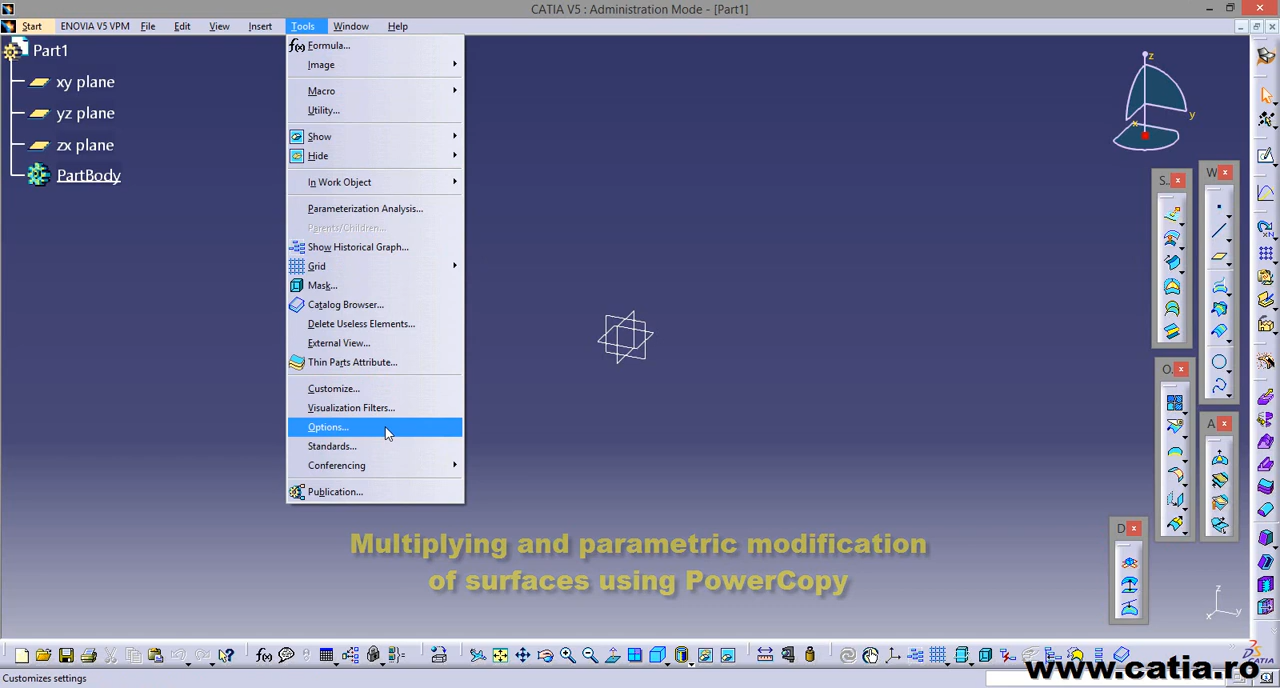 CATIA V5 : Administration Mode - [Part1]
Start ENOVIA V5 VPM File Edit View Insert Tools Window Help
Part1
xy plane
yz plane
zx plane
PartBody
Formula...
Image
Macro
Utility...
Show
Hide
In Work Object
Parameterization Analysis...
Parents/Children...
Show Historical Graph...
Grid
Mask...
Catalog Browser...
Delete Useless Elements...
External View...
Thin Parts Attribute...
Customize...
Visualization Filters...
Options...
Standards...
Conferencing
Publication...
z
y
x
S..
W
O.
A
D
Multiplying and parametric modification
of surfaces using PowerCopy
z
x
y
CATIA
www.catia.ro
Customizes settings